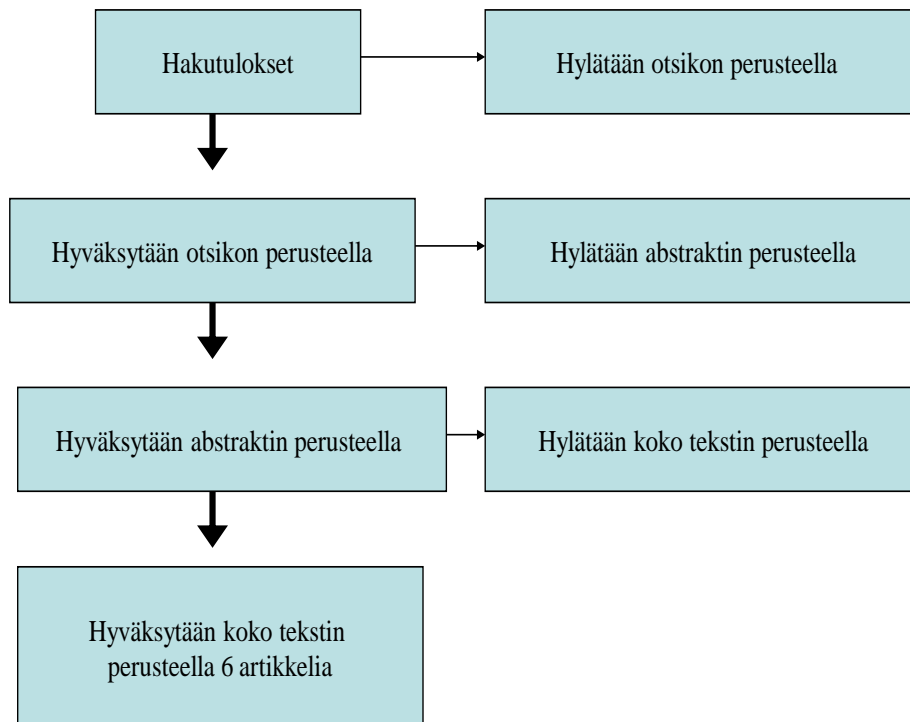 Hakutulokset
Hylätään otsikon perusteella
Hyväksytään otsikon perusteella
Hylätään abstraktin perusteella
Hyväksytään abstraktin perusteella
Hylätään koko tekstin perusteella
Hyväksytään koko tekstin
perusteella 6 artikkelia